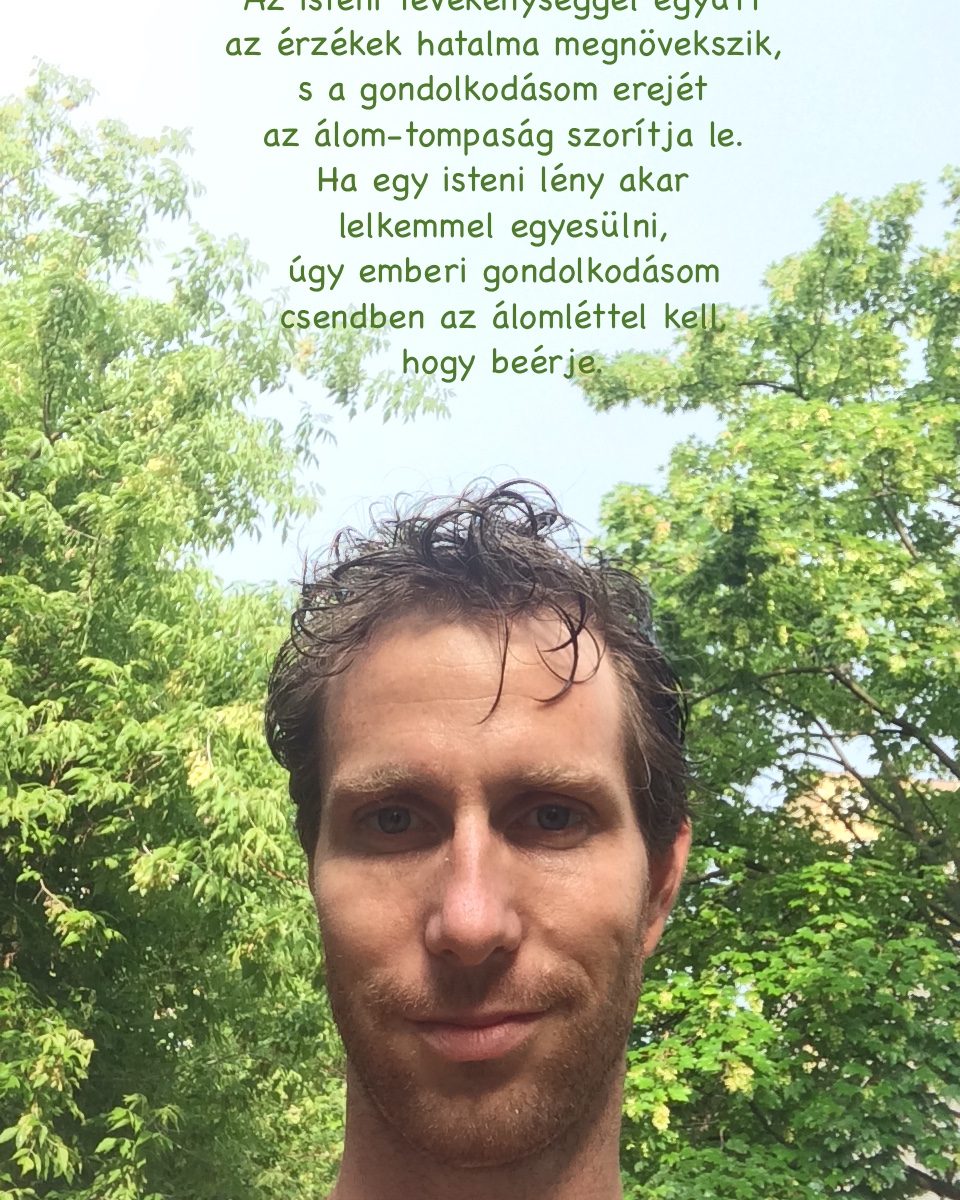 Az isteni tevékenységgel együtt
az érzékek hatalma megnövekszik,
s a gondolkodásom erejét
az álom-tompaság szorítja le.
Ha egy isteni lény akar
lelkemmel egyesülni,
úgy emberi gondolkodásom
csendben az álomléttel kell,
hogy beérje.